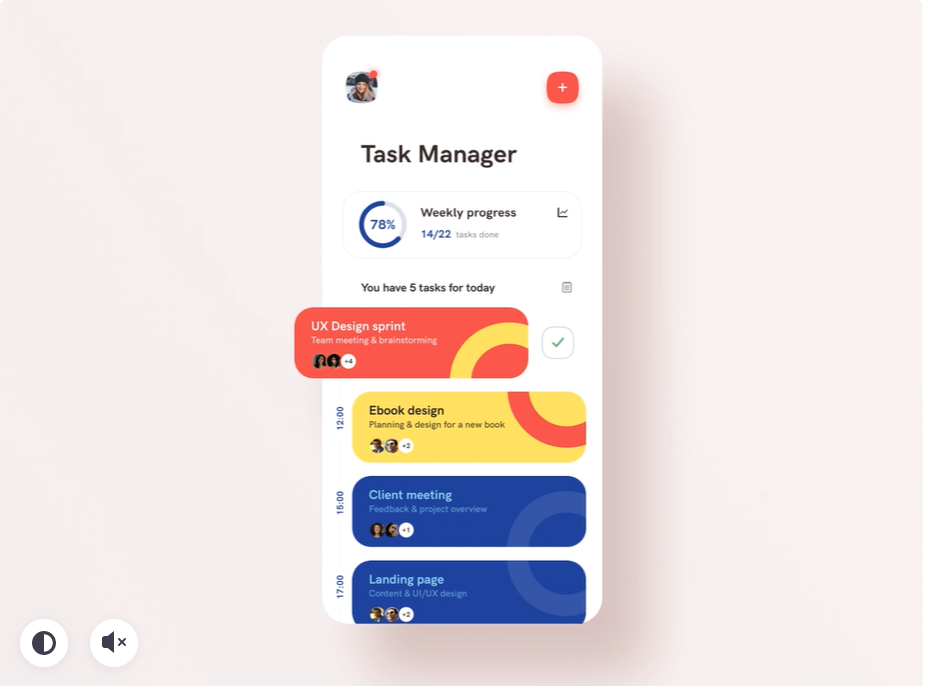 +
Task Manager
78%
Weekly progress
14/22 tasks done
You have 5 tasks for today
UX Design sprint
Team meeting & brainstorming
+4
12:00
Ebook design
Planning & design for a new book
+2
15:00
Client meeting
Feedback & project overview
+1
17:00
Landing page
Content & UI/UX design
+2